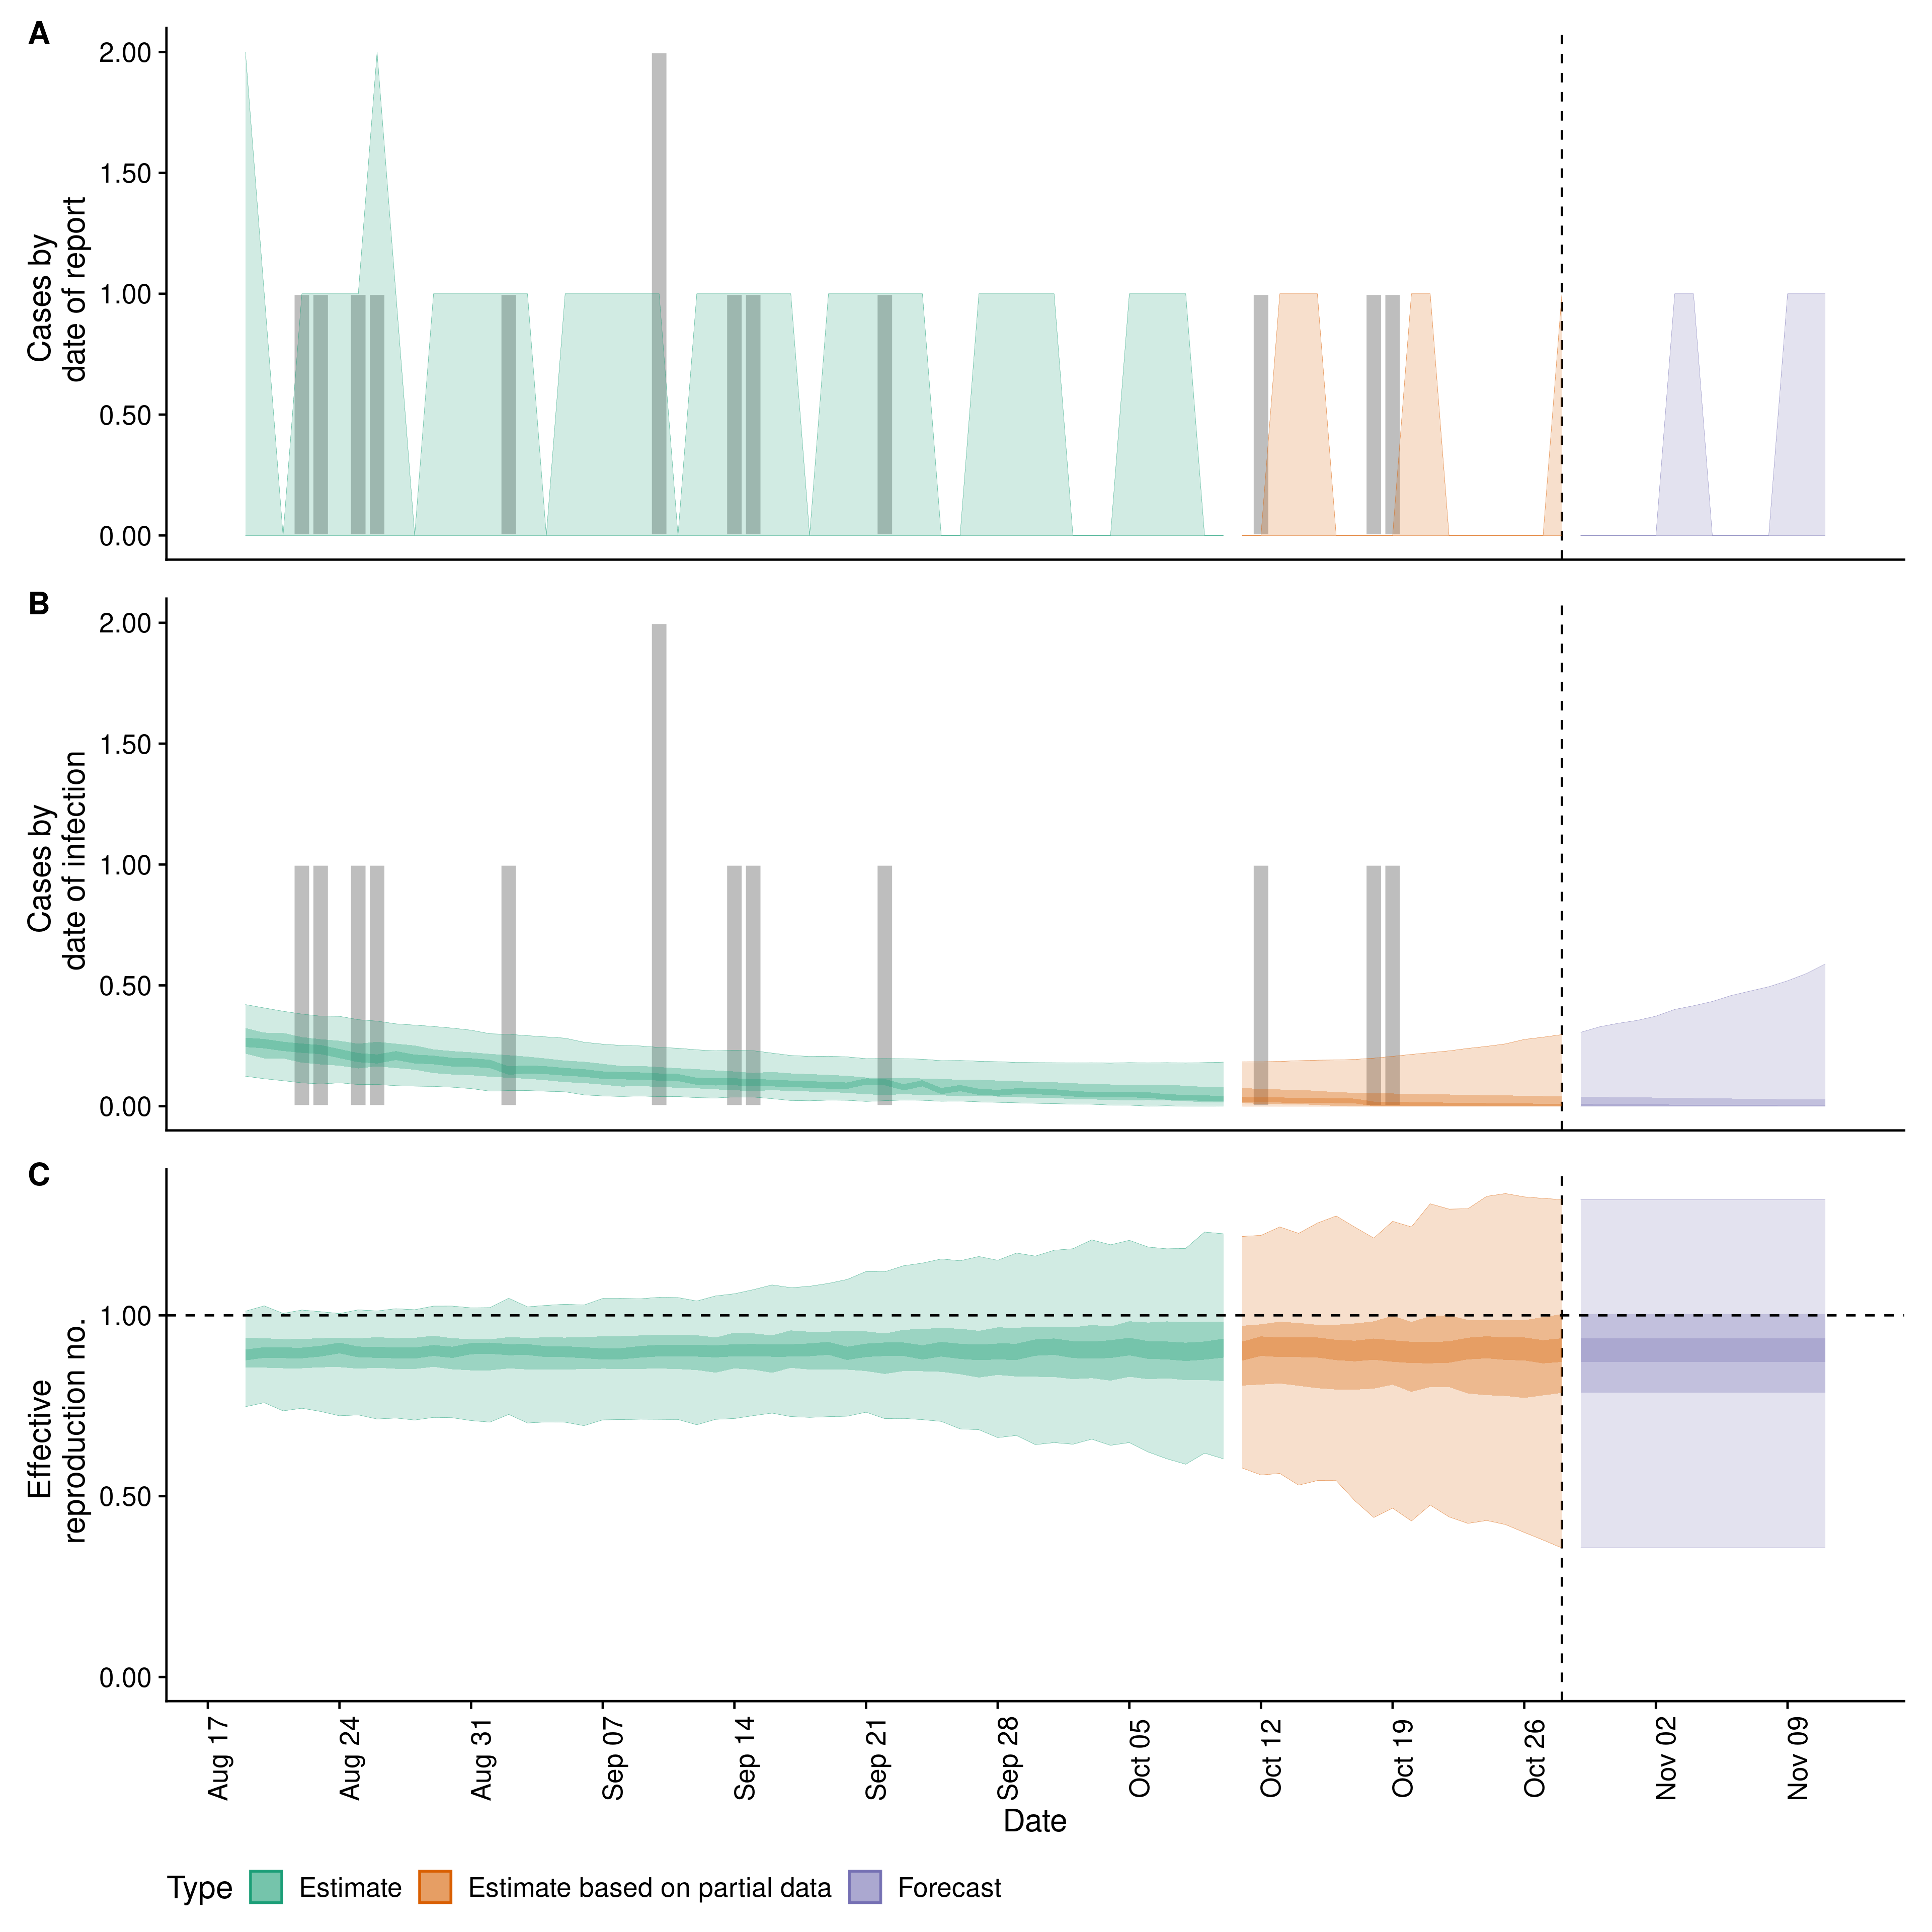 A
2.00
1.50
1.00
0.50
0.00
Cases by
date of report
B
2.00
1.50
1.00
0.50
0.00
Cases by
date of infection
C
1.00
0.50
0.00
Effective
reproduction no.
Aug 17
Aug 24
Aug 31
Sep 07
Sep 14
Sep 21
Sep 28
Oct 05
Oct 12
Oct 19
Oct 26
Nov 02
Nov 09
Date
Type Estimate Estimate based on partial data Forecast